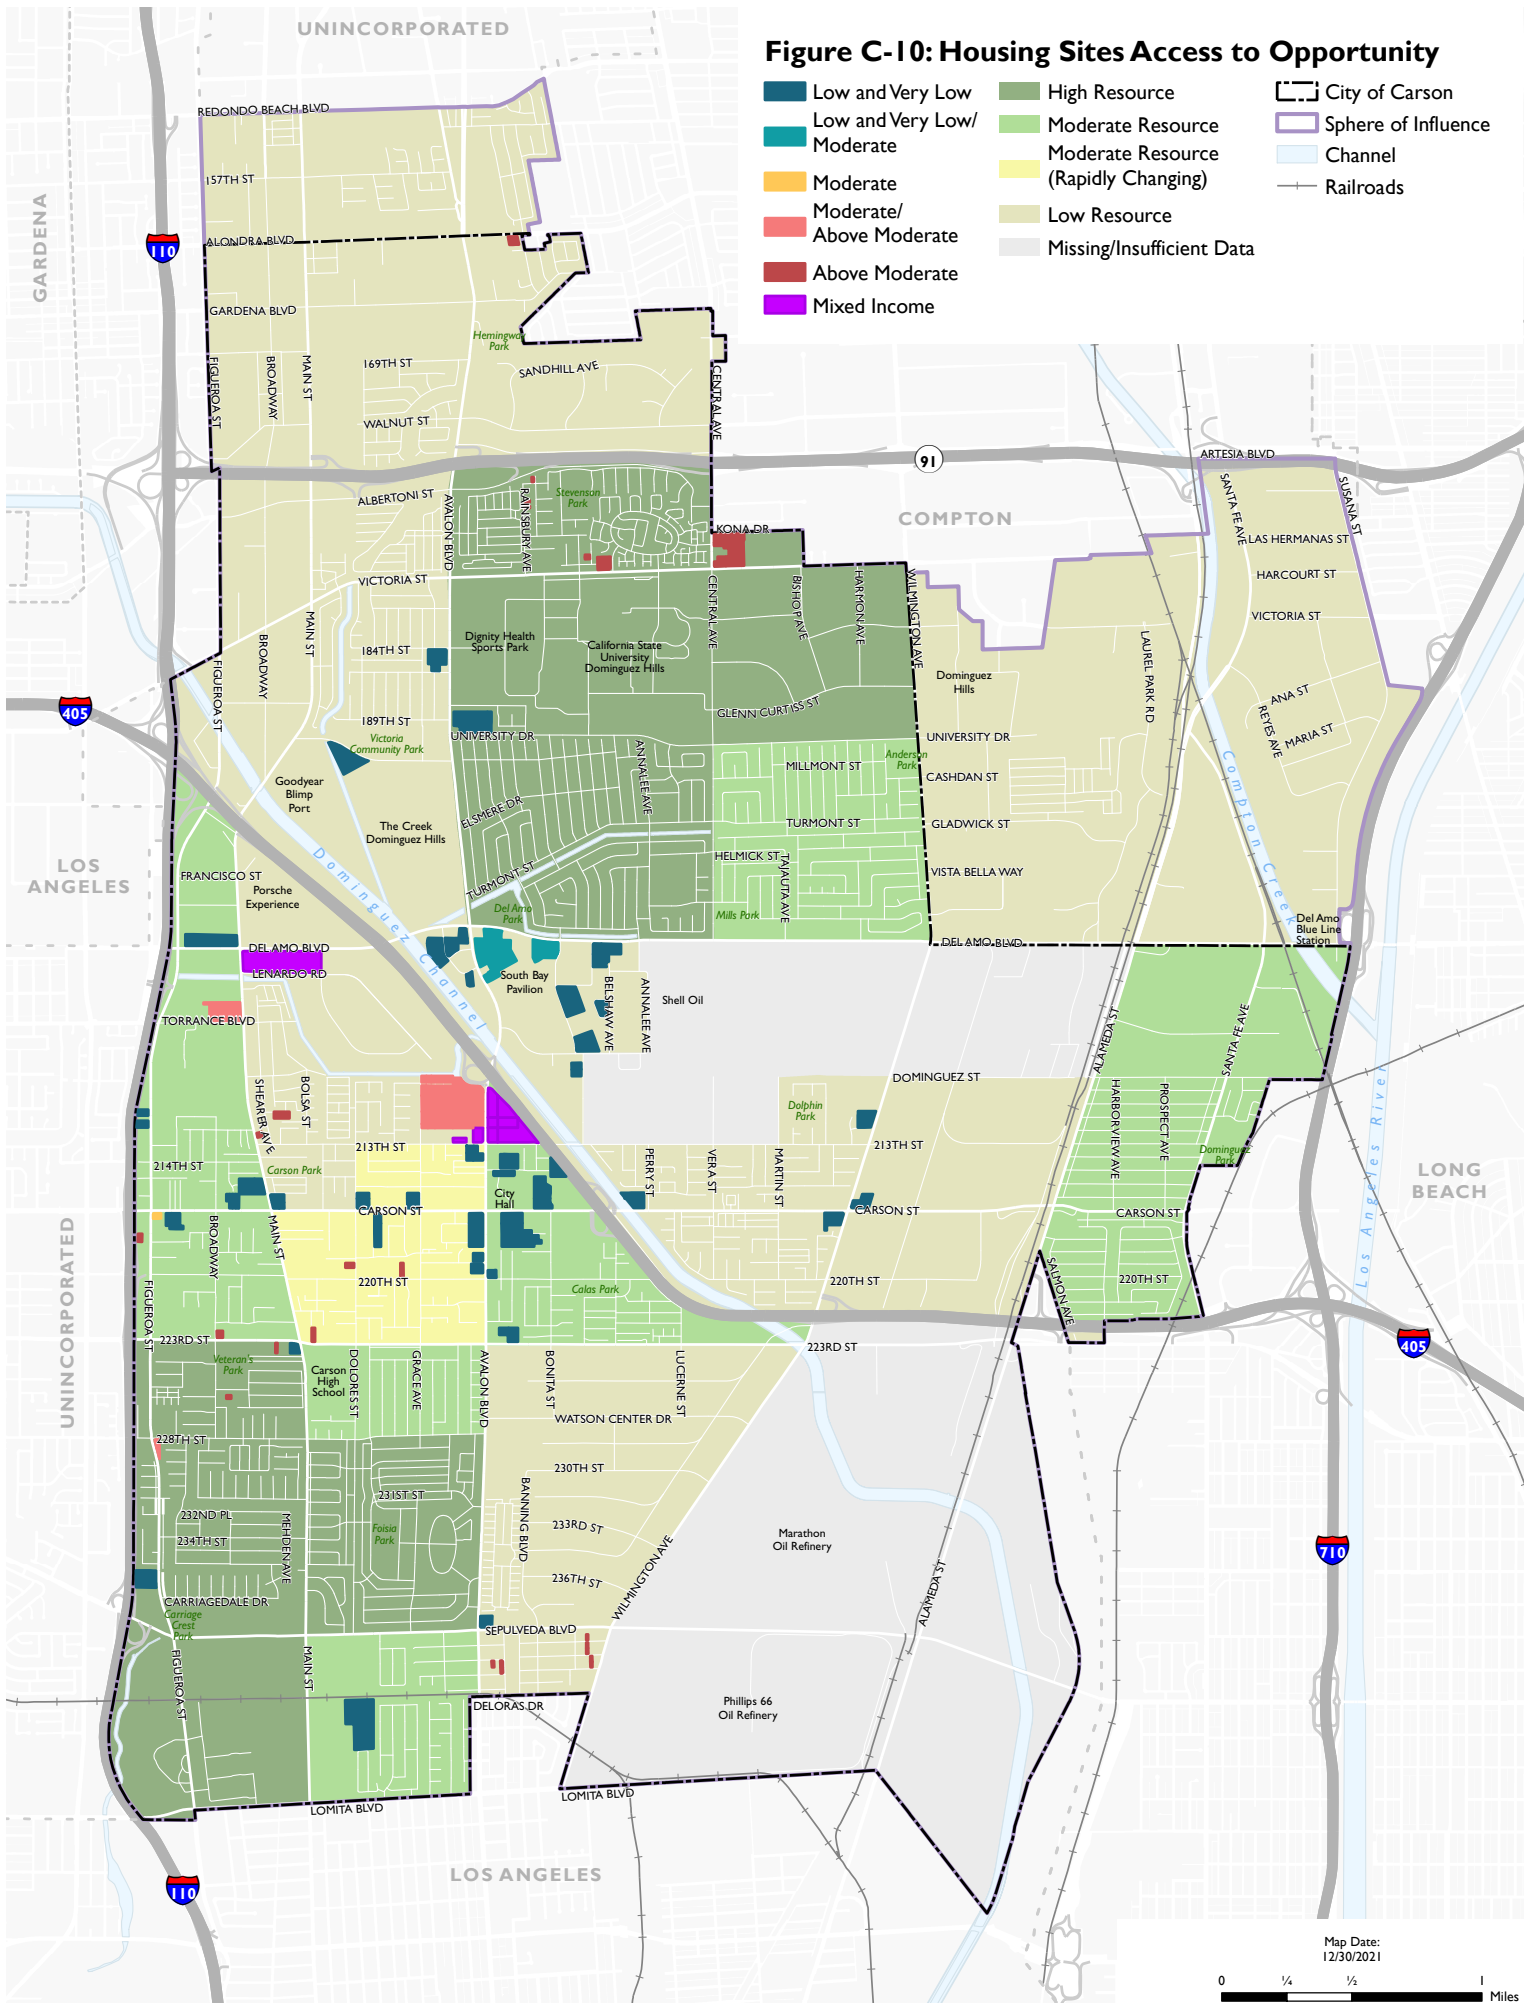 UNINCORPORATED
Figure C-10: Housing Sites Access to Opportunity
Low and Very Low
Low and Very Low/
Moderate
Moderate
Moderate/
Above Moderate
Above Moderate
Mixed Income
High Resource
Moderate Resource
Moderate Resource
(Rapidly Changing)
Low Resource
Missing/Insufficient Data
City of Carson
Sphere of Influence
Channel
Railroads
REDONDO BEACH BLVD
157TH ST
GARDENA
110
ALONDRA BLVD
GARDENA BLVD
Hemingway
Park
169TH ST
SANDHILL AVE
FIGUEROA ST
BROADWAY
MAIN ST
CENTRAL AVE
WALNUT ST
91
ARTESIA BLVD
ALBERTONI ST
AVALON BLVD
RAINSBURY AVE
Stevenson
Park
KONA DR
COMPTON
SANTA FE AVE
SUSANA ST
LAS HERMANAS ST
HARCOURT ST
VICTORIA ST
VICTORIA ST
MAIN ST
BROADWAY
FIGUEROA ST
184TH ST
Dignity Health
Sports Park
California State
University
Dominguez Hills
CENTRAL AVE
BISHOP AVE
HARMON AVE
WILMINGTON AVE
Dominguez
Hills
LAUREL PARK RD
ANA ST
REYES AVE
MARIA ST
405
189TH ST
Victoria
Community Park
UNIVERSITY DR
GLENN CURTISS ST
UNIVERSITY DR
ANNALEE AVE
MILLMONT ST
Anderson
Park
CASHDAN ST
Goodyear
Blimp
Port
The Creek
Dominguez Hills
ELSMERE DR
TURMONT ST
GLADWICK ST
Compton Creek
LOS
ANGELES
Dominguez Channel
FRANCISCO ST
Porsche
Experience
TURMONT ST
HELMICK ST
TAJAUTA AVE
VISTA BELLA WAY
Del Amo
Park
Mills Park
Del Amo
Blue Line
Station
DEL AMO BLVD
DEL AMO BLVD
LENARDO RD
South Bay
Pavilion
BELSHAW AVE
ANNALEE AVE
Shell Oil
TORRANCE BLVD
ALAMEDA ST
SANTA FE AVE
DOMINGUEZ ST
SHEARER AVE
BOLSA ST
Dolphin
Park
HARBORVIEW AVE
PROSPECT AVE
Los Angeles River
213TH ST
213TH ST
Dominguez
Park
214TH ST
Carson Park
City
Hall
PERRY ST
VERA ST
MARTIN ST
LONG
BEACH
CARSON ST
CARSON ST
CARSON ST
BROADWAY
MAIN ST
UNINCORPORATED
220TH ST
Calas Park
220TH ST
SALMON AVE
220TH ST
FIGUEROA ST
223RD ST
223RD ST
405
Veteran's
Park
Carson
High
School
DOLORES ST
GRACE AVE
AVALON BLVD
BONITA ST
LUCERNE ST
WATSON CENTER DR
228TH ST
230TH ST
231ST ST
BANNING BLVD
232ND PL
234TH ST
MEHDEN AVE
Foisia
Park
233RD ST
Marathon
Oil Refinery
710
236TH ST
WILMINGTON AVE
ALAMEDA ST
CARRIAGEDALE DR
Carriage
Crest
Park
SEPULVEDA BLVD
FIGUEROA ST
MAIN ST
DELORAS DR
Phillips 66
Oil Refinery
LOMITA BLVD
LOMITA BLVD
LOS ANGELES
110
Map Date:
12/30/2021
0 ¼ ½ 1
Miles